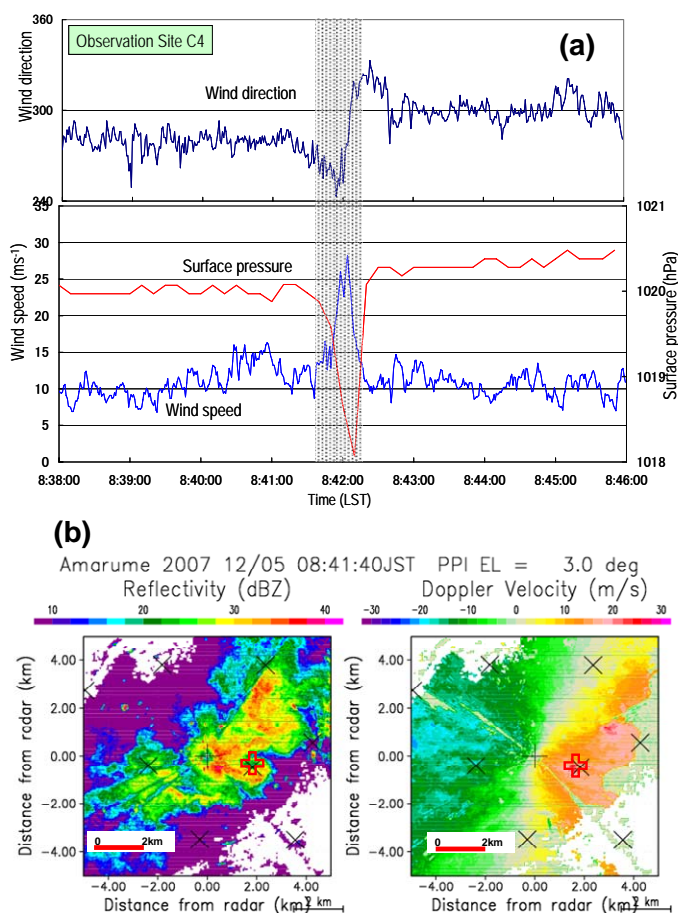 360
Observation Site C4
(a)
Wind direction
Wind direction
300
240
35
30
25
20
15
10
5
0
Wind speed (ms-1)
Surface pressure
Wind speed
1021
1020
1019
1018
Surface pressure (hPa)
8:38:00 8:39:00 8:40:00 8:41:00 8:42:00 8:43:00 8:44:00 8:45:00 8:46:00
Time (LST)
(b)
Amarume 2007 12/05 08:41:40JST PPI EL = 3.0 deg
Reflectivity (dBZ) Doppler Velocity (m/s)
10 20 30 40 -30 -20 -10 0 10 20 30
Distance from radar (km)
4.00
2.00
0.00
-2.00
-4.00
0 2km
-4.00 -2.00 0.00 2.00 4.00
Distance from radar (km)
2 km
Distance from radar (km)
4.00
2.00
0.00
-2.00
-4.00
0 2km
-4.00 -2.00 0.00 2.00 4.00
Distance from radar (km)
2 km